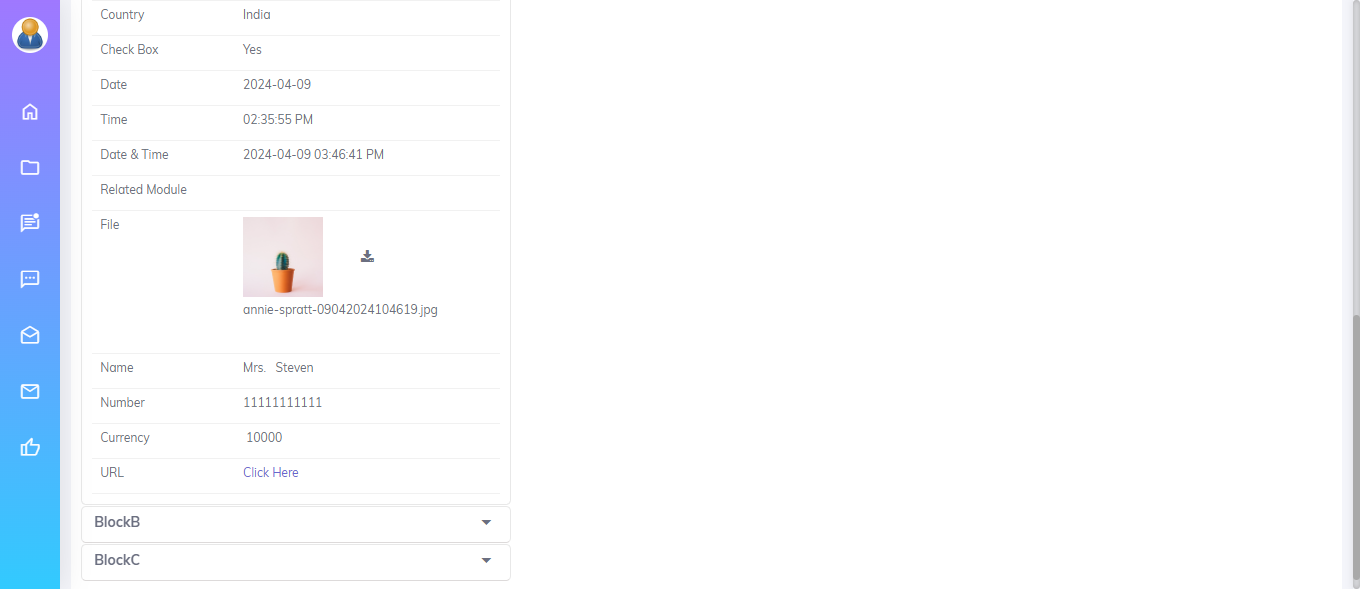 Country India
Check Box Yes
Date 2024-04-09
Time 02:35:55 PM
Date & Time 2024-04-09 03:46:41 PM
Related Module
File
annie-spratt-09042024104619.jpg
Name Mrs. Steven
Number 11111111111
Currency 10000
URL Click Here
BlockB
BlockC